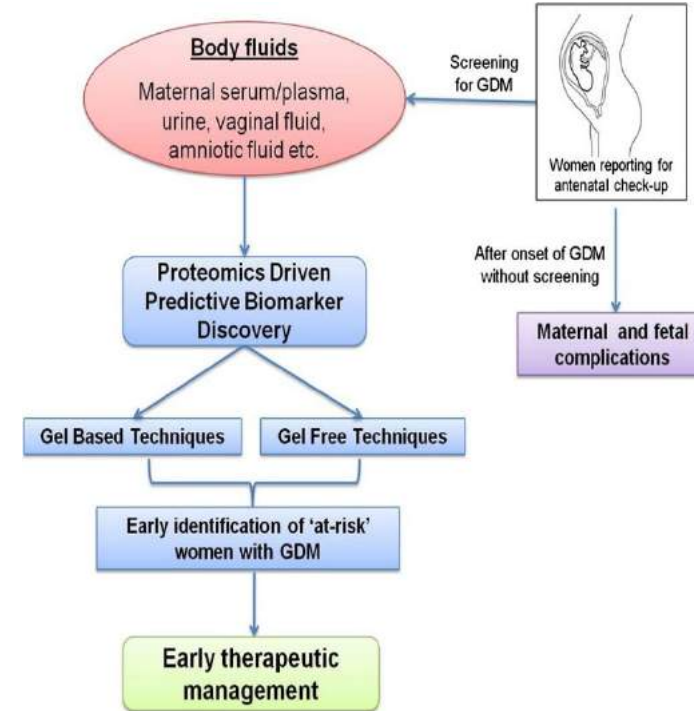 Body fluids
Maternal serum/plasma,
urine, vaginal fluid,
amniotic fluid etc.
Screening
for GDM
Women reporting for
antenatal check-up
After onset of GDM
without screening
Maternal and fetal
complications
Proteomics Driven
Predictive Biomarker
Discovery
Gel Based Techniques
Gel Free Techniques
Early identification of ‘at-risk’
women with GDM
Early therapeutic
management